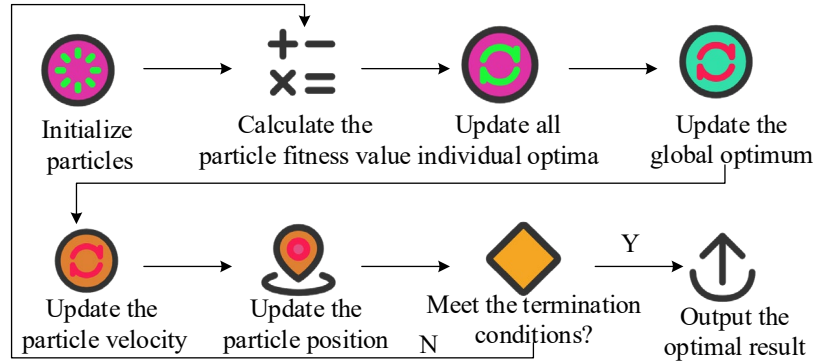 Initialize
particles
Calculate the
particle fitness value
Update all
individual optima
Update the
global optimum
Update the
particle velocity
Update the
particle position
Meet the termination
conditions?
Y
N
Output the
optimal result